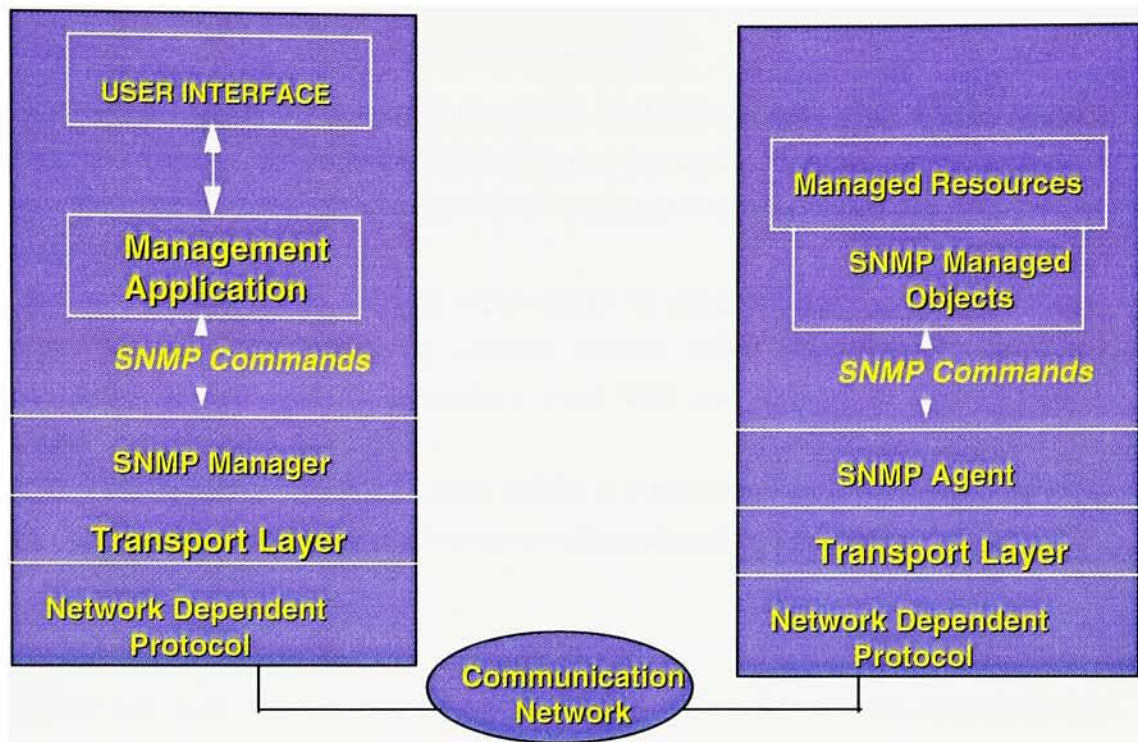 USER INTERFACE
Management
Application
SNMP Commands
SNMP Manager
Transport Layer
Network Dependent
Protocol
Communication
Network
Managed Resources
SNMP Managed
Objects
SNMP Commands
SNMP Agent
Transport Layer
Network Dependent
Protocol